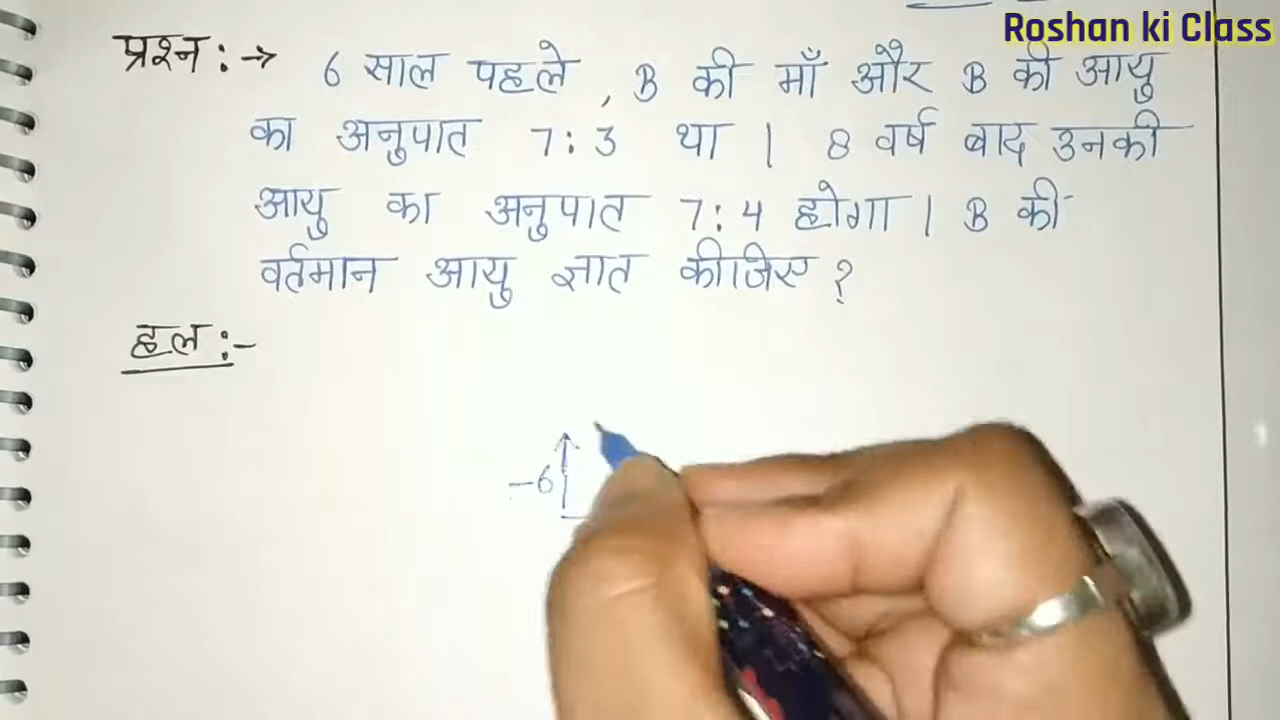 Roshan ki Class
प्रश्न :→ 6 साल पहले, B की माँ और B की आयु
का अनुपात 7:3 था | 8 वर्ष बाद उनकी
आयु का अनुपात 7:4 होगा | B की
वर्तमान आयु ज्ञात कीजिए ?
हल :-
-6